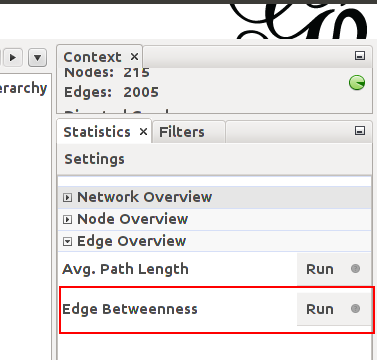 Context
erarchy
Nodes: 215
Edges: 2005
Statistics Filters
Settings
Network Overview
Node Overview
Edge Overview
Avg. Path Length Run
Edge Betweenness Run